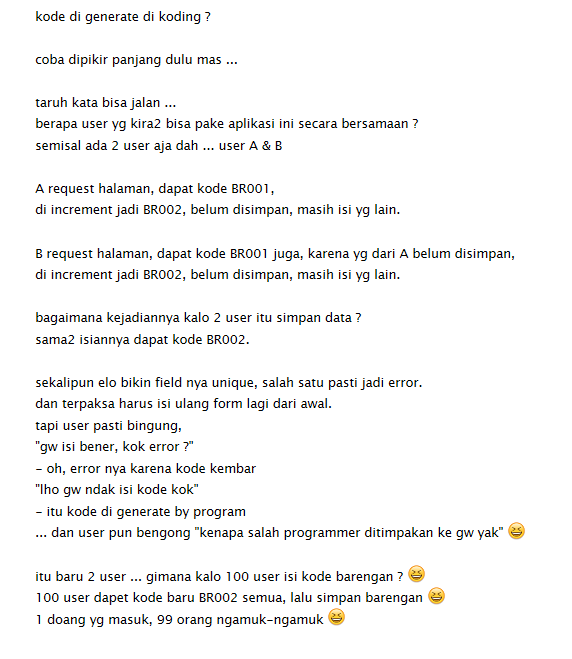 kode di generate di koding ?
coba dipikir panjang dulu mas ...
taruh kata bisa jalan ...
berapa user yg kira2 bisa pake aplikasi ini secara bersamaan ?
semisal ada 2 user aja dah ... user A & B
A request halaman, dapat kode BR001,
di increment jadi BR002, belum disimpan, masih isi yg lain.
B request halaman, dapat kode BR001 juga, karena yg dari A belum disimpan,
di increment jadi BR002, belum disimpan, masih isi yg lain.
bagaimana kejadiannya kalo 2 user itu simpan data ?
sama2 isiannya dapat kode BR002.
sekalipun elo bikin field nya unique, salah satu pasti jadi error.
dan terpaksa harus isi ulang form lagi dari awal.
tapi user pasti bingung,
"gw isi bener, kok error ?"
- oh, error nya karena kode kembar
"lho gw ndak isi kode kok"
- itu kode di generate by program
... dan user pun bengong "kenapa salah programmer ditimpakan ke gw yak" 😆
itu baru 2 user ... gimana kalo 100 user isi kode barengan ? 😆
100 user dapet kode baru BR002 semua, lalu simpan barengan 😆
1 doang yg masuk, 99 orang ngamuk-ngamuk 😆